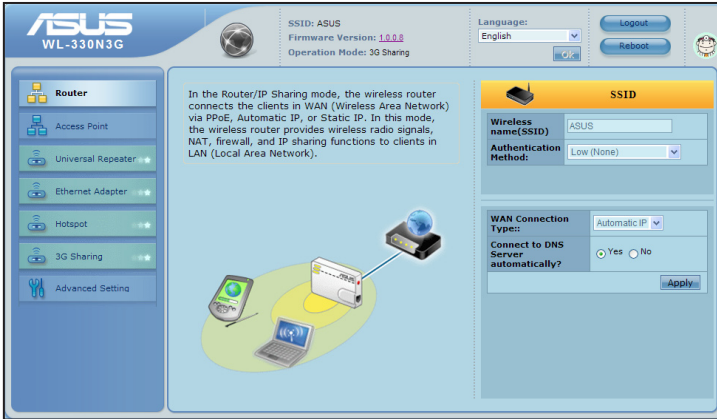 ASUS
WL-330N3G
SSID: ASUS
Firmware Version: 1.0.0.8
Operation Mode: 3G Sharing
Language:
English
Ok
Logout
Reboot
Router
Access Point
Universal Repeater
Ethernet Adapter
Hotspot
3G Sharing
Advanced Setting
In the Router/IP Sharing mode, the wireless router
connects the clients in WAN (Wireless Area Network)
via PPoE, Automatic IP, or Static IP. In this mode,
the wireless router provides wireless radio signals,
NAT, firewall, and IP sharing functions to clients in
LAN (Local Area Network).
SSID
Wireless
name(SSID)
ASUS
Authentication
Method:
Low (None)
WAN Connection
Type::
Automatic IP
Connect to DNS
Server
automatically?
Yes No
Apply